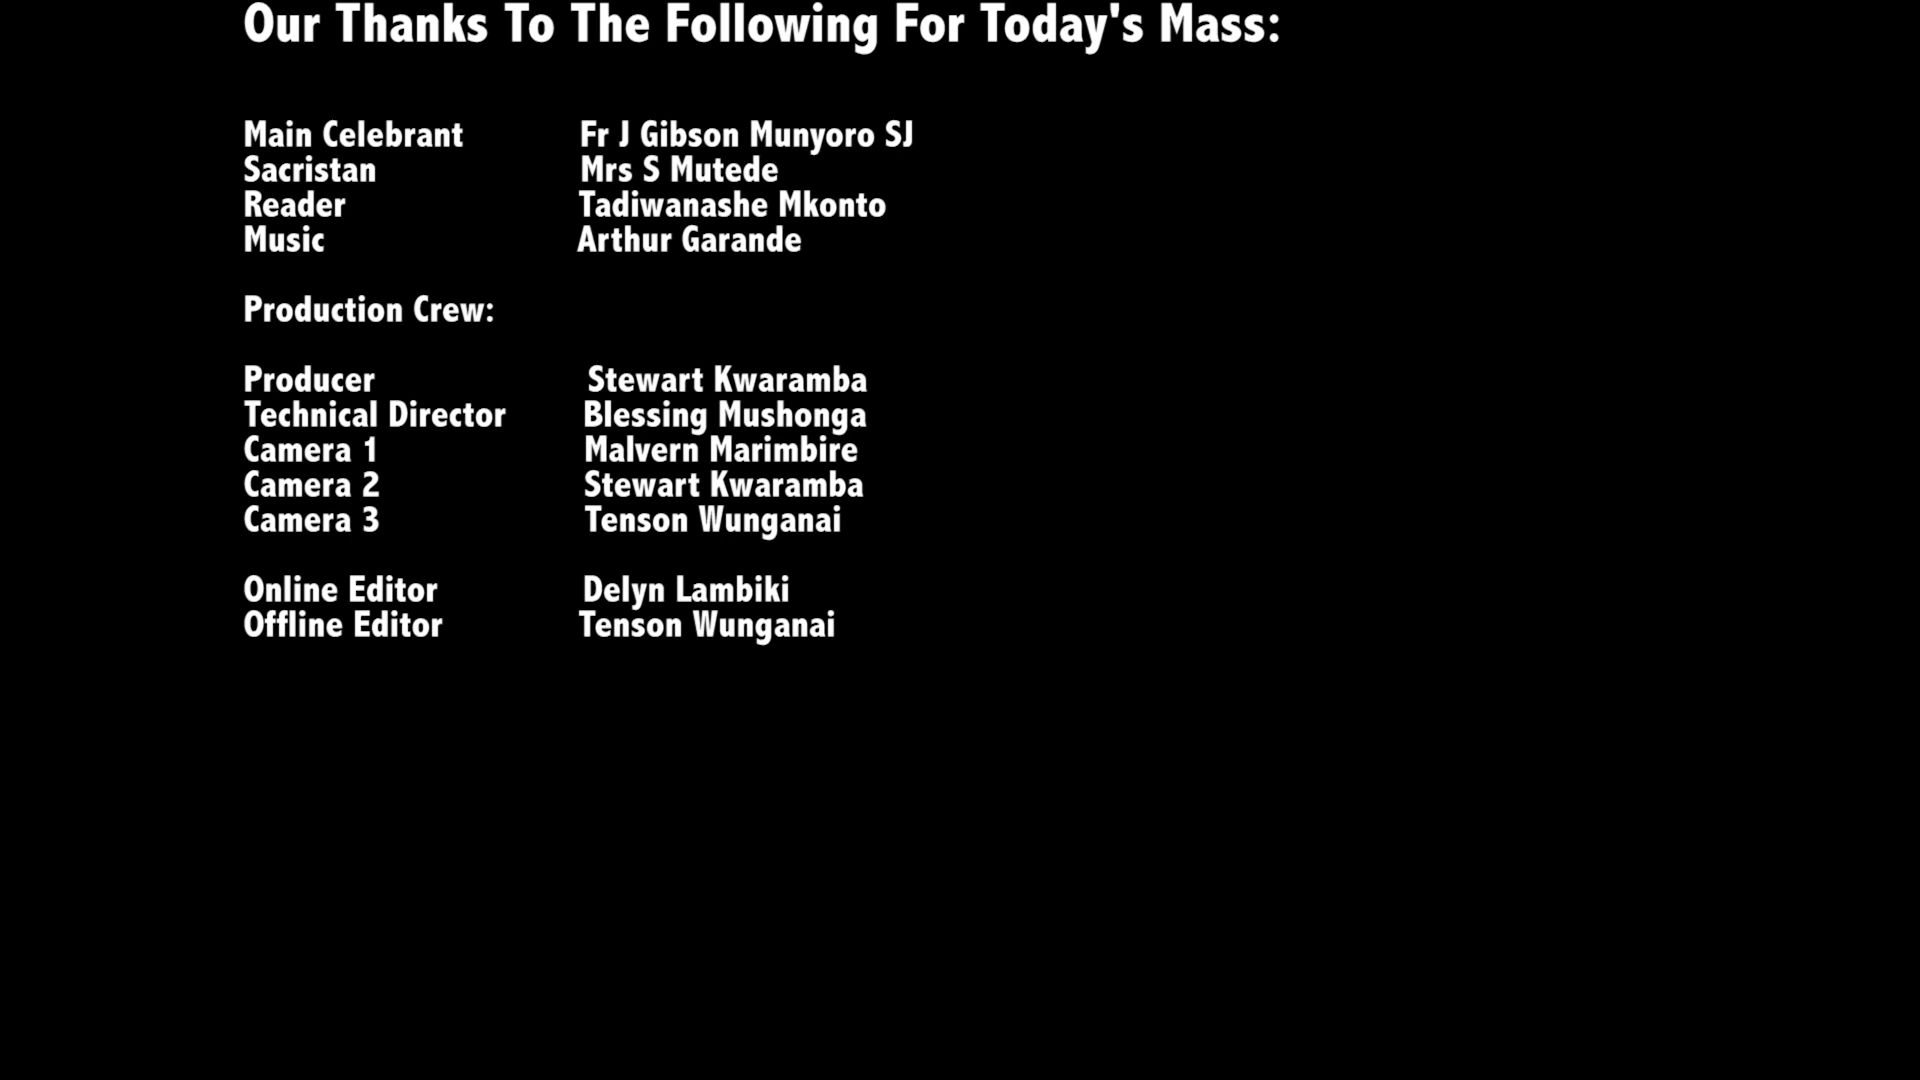 Our Thanks To The Following For Today's Mass:
Main Celebrant Fr J Gibson Munyoro SJ
Sacristan Mrs S Mutede
Reader Tadiwanashe Mkonto
Music Arthur Garande
Production Crew:
Producer Stewart Kwaramba
Technical Director Blessing Mushonga
Camera 1 Malvern Marimbire
Camera 2 Stewart Kwaramba
Camera 3 Tenson Wunganai
Online Editor Delyn Lambiki
Offline Editor Tenson Wunganai